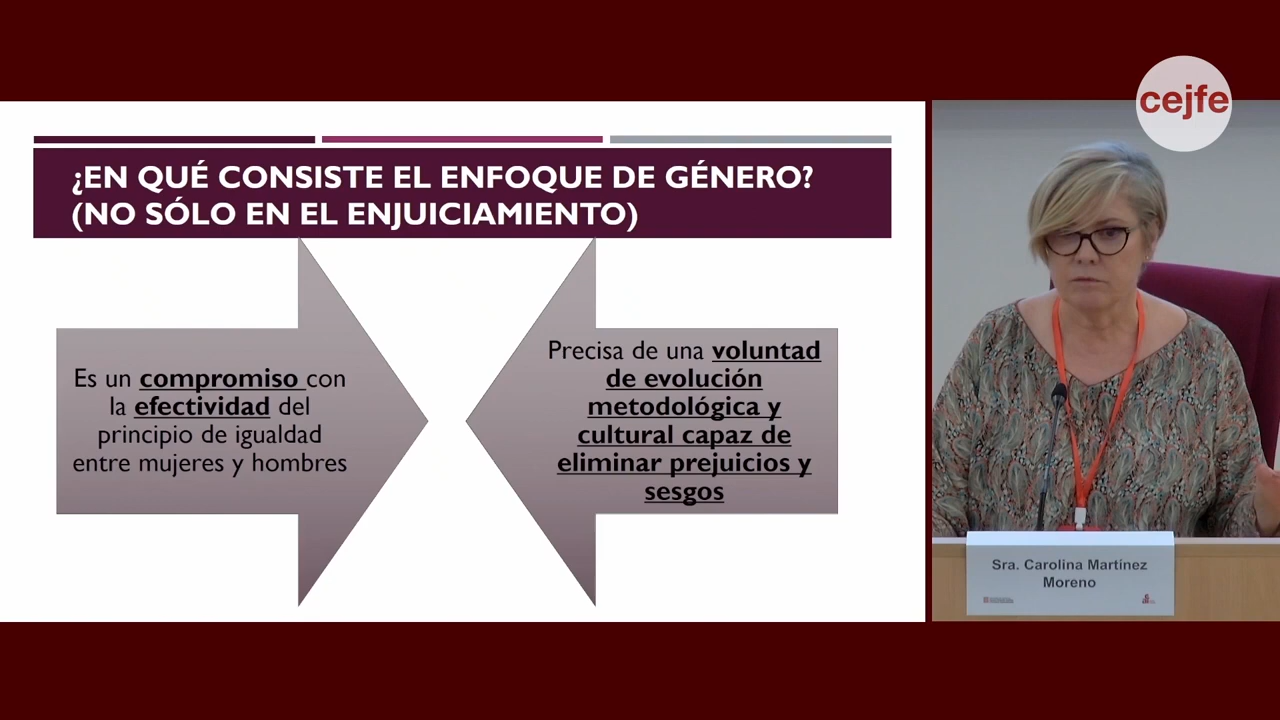 cejfe
¿EN QUÉ CONSISTE EL ENFOQUE DE GÉNERO?
(NO SÓLO EN EL ENJUICIAMIENTO)
Es un compromiso con
la efectividad del
principio de igualdad
entre mujeres y hombres
Precisa de una voluntad
de evolución
metodológica y
cultural capaz de
eliminar prejuicios y
sesgos
Sra. Carolina Martínez
Moreno